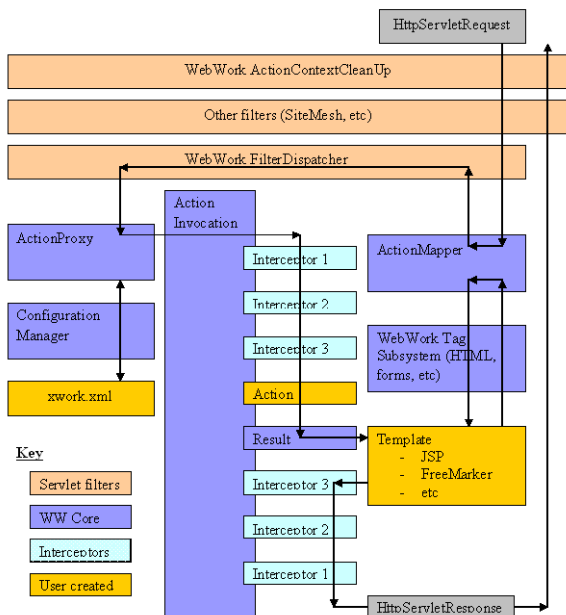 HttpServletRequest
WebWork ActionContextCleanUp
Other filters (SiteMesh, etc)
WebWork FilterDispatcher
Action
Invocation
ActionProxy
ActionMapper
Interceptor 1
Interceptor 2
Interceptor 3
Configuration
Manager
WebWork Tag
Subsystem (HTML,
forms, etc)
xwork.xml
Action
Result
Template
- JSP
- FreeMarker
- etc
Interceptor 3
Interceptor 2
Interceptor 1
HttpServletResponse
Key
Servlet filters
WW Core
Interceptors
User created